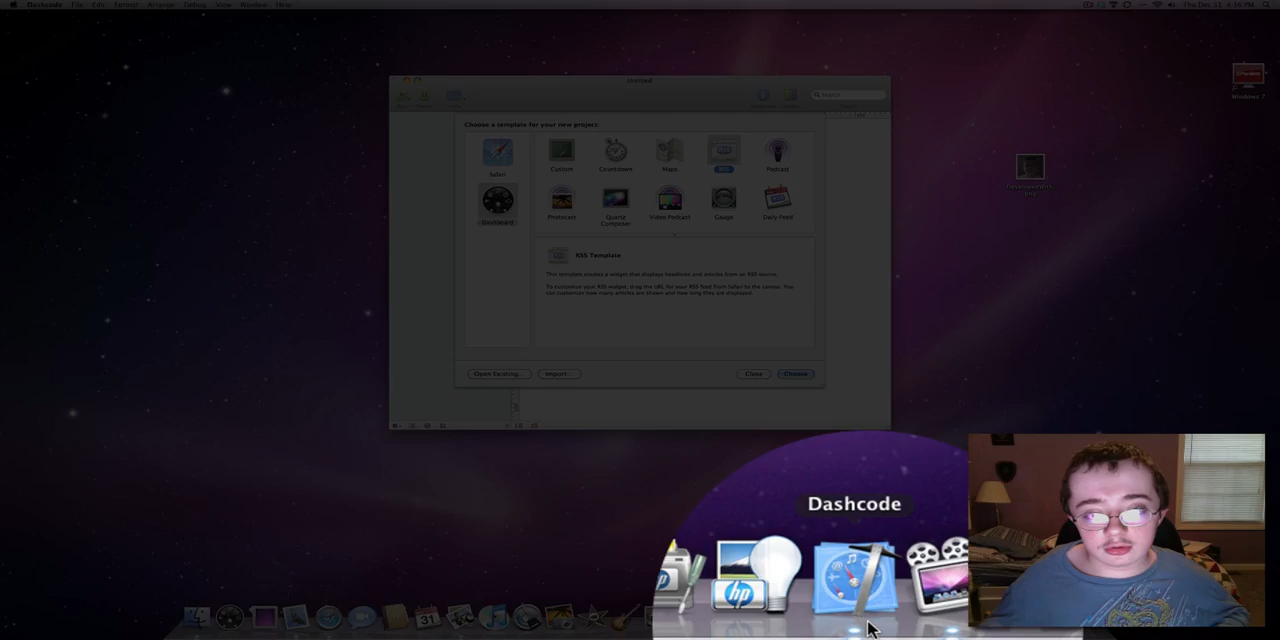 Dashcode File Edit Format Arrange Debug View Window Help
Thu Dec 31 4:16 PM
Untitled
Search
Windows 7
Choose a template for your new project:
Safari
Dashboard
Custom Countdown Maps RSS Podcast
Photocast Quartz Composer Video Podcast Gauge Daily Feed
RSS Template
This template creates a widget that displays headlines and articles from an RSS source.
To customize your RSS widget, drag the URL for your RSS feed from Safari to the canvas. You
can customize how many articles are shown and how long they are displayed.
Open Existing... Import... Close Choose
Dashcode
hp
31